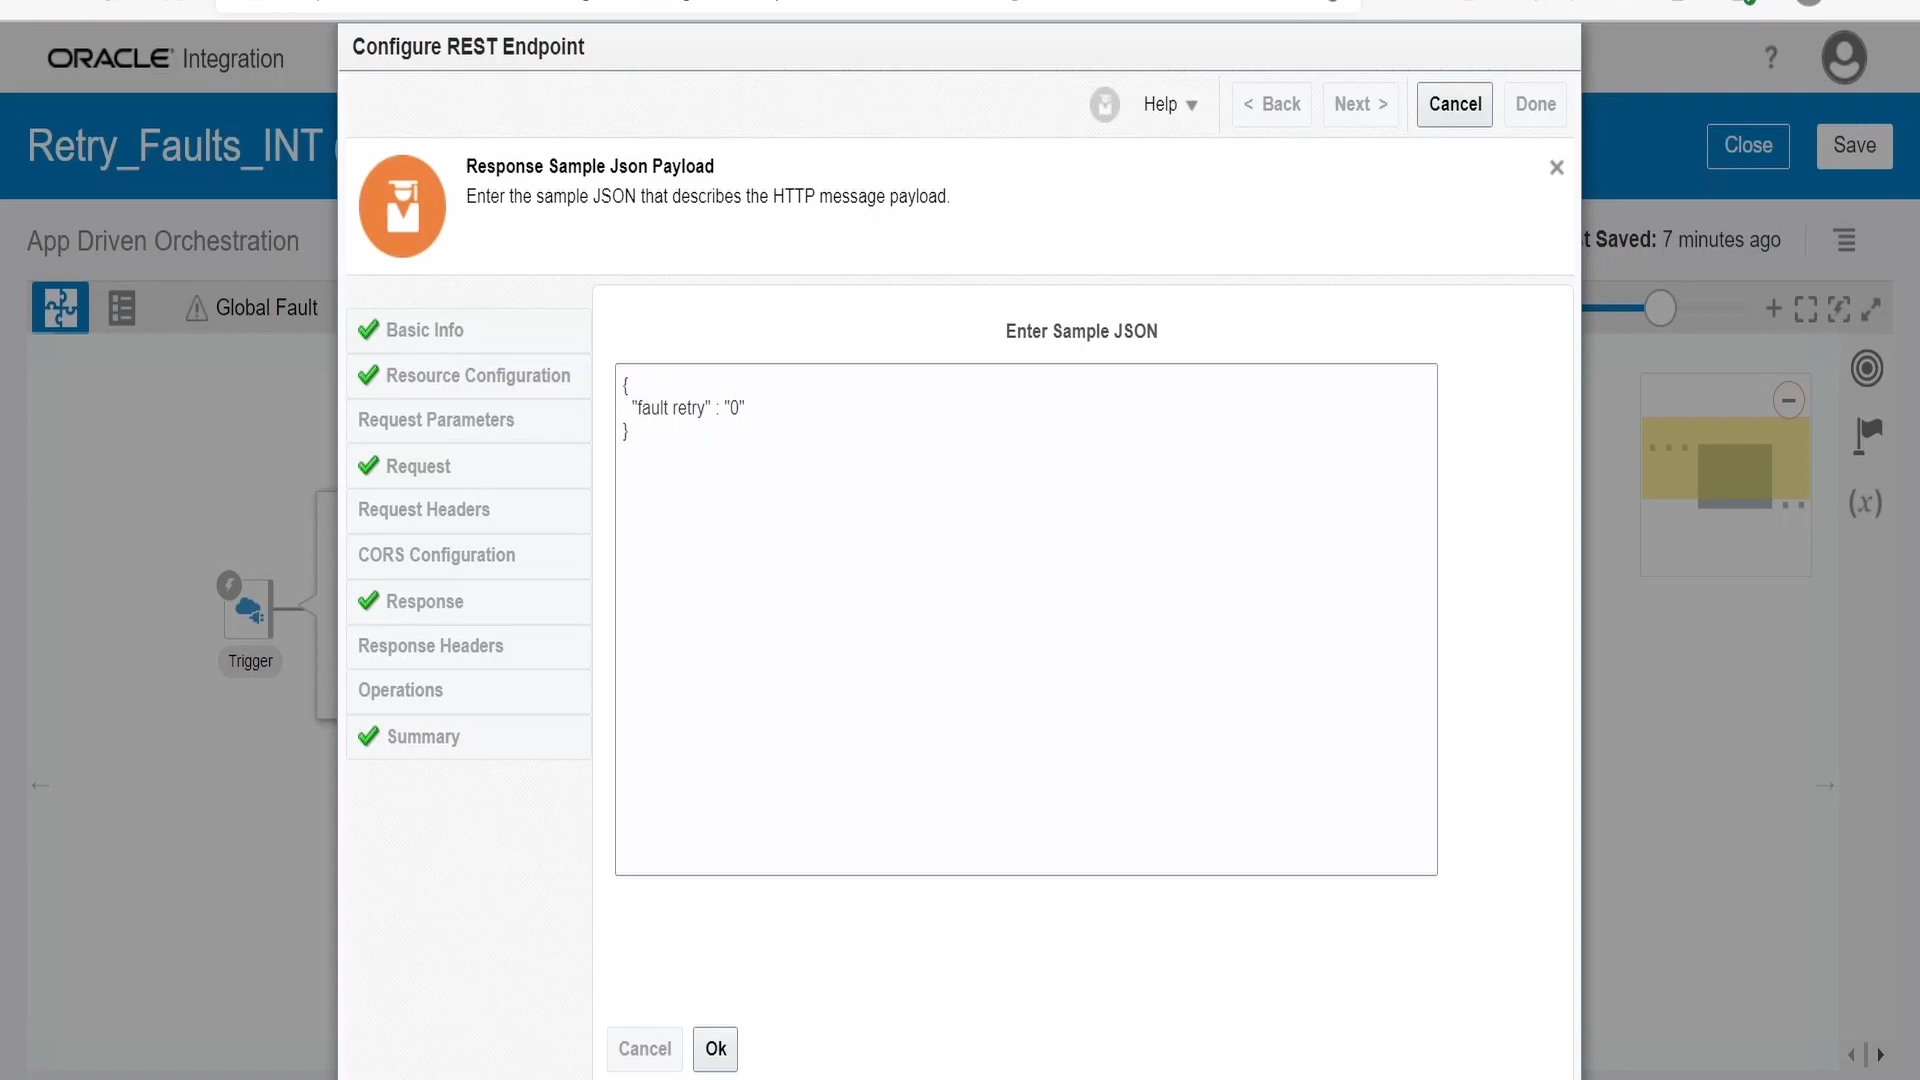 Configure REST Endpoint
ORACLE Integration
?
Help ▼
< Back
Next >
Cancel
Done
Retry_Faults_INT
Close
Save
Response Sample Json Payload
Enter the sample JSON that describes the HTTP message payload.
App Driven Orchestration
t Saved: 7 minutes ago
Global Fault
Basic Info
Resource Configuration
Request Parameters
Request
Request Headers
CORS Configuration
Response
Response Headers
Operations
Summary
Enter Sample JSON
{
"fault retry" : "0"
}
(x)
Trigger
Cancel
Ok